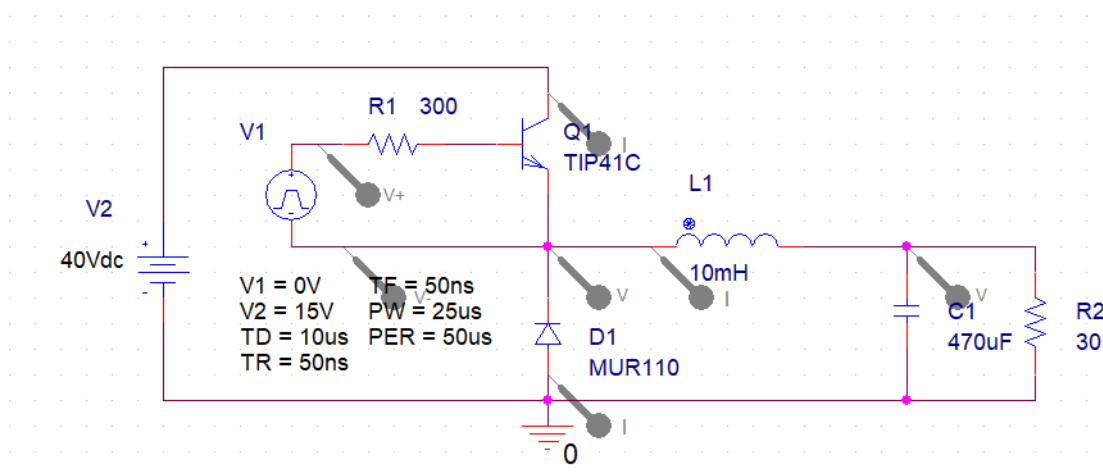 R1 300
V1
Q1
I
TIP41C
V+
L1
V2
40Vdc
10mH
V1 = 0V TF = 50ns
V-
V
I
V
V2 = 15V PW = 25us
C1
R2
TD = 10us PER = 50us
D1
470uF
30
TR = 50ns
MUR110
I
0